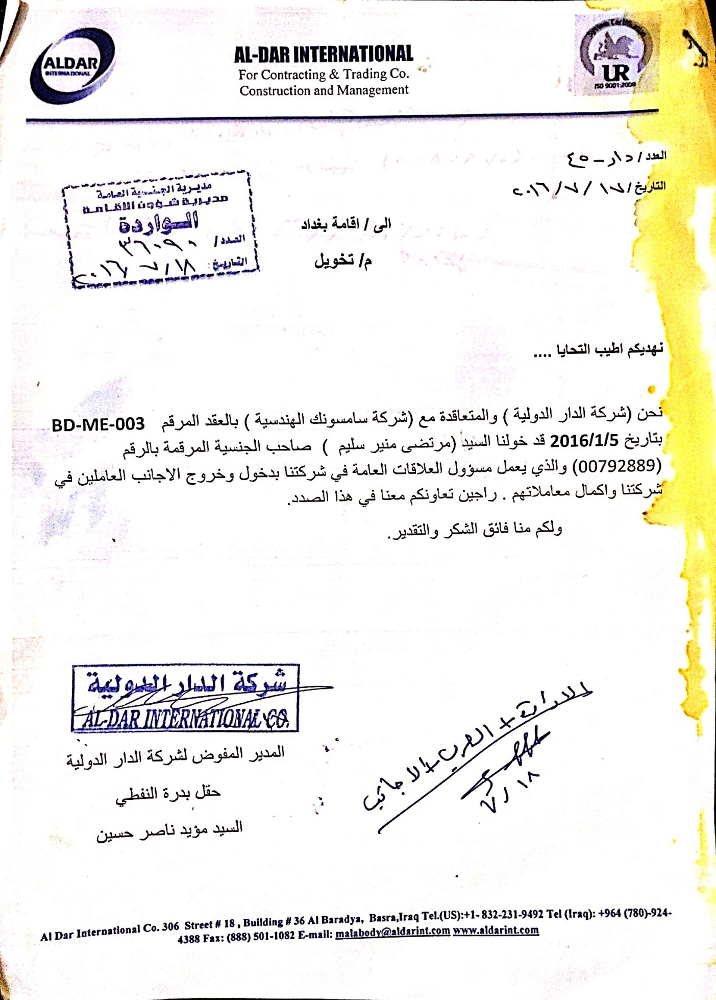 ALDAR
INTERNATIONAL
AL-DAR INTERNATIONAL
For Contracting & Trading Co.
Construction and Management
System Certification
UR
ISO 9001:2008
العدد / دار - ٤٥
التاريخ / ١٧ / ٧ / ٢٠١٦
مديرية الجنسية العامة
مديرية شؤون الاقامة
الواردة
العدد / ٣٦٠٩٠
التاريخ: ١٨ / ٧ / ٢٠١٦
الى / اقامة بغداد
م/ تخويل
نهديكم اطيب التحايا ....
نحن (شركة الدار الدولية ) والمتعاقدة مع (شركة سامسونك الهندسية ) بالعقد المرقم BD-ME-003
بتاريخ 2016/1/5 قد خولنا السيد (مرتضى منير سليم ) صاحب الجنسية المرقمة بالرقم
(00792889) والذي يعمل مسؤول العلاقات العامة في شركتنا بدخول وخروج الاجانب العاملين في
شركتنا واكمال معاملاتهم . راجين تعاونكم معنا في هذا الصدد.
ولكم منا فائق الشكر والتقدير.
شركة الدار الدولية
AL-DAR INTERNATIONAL CO.
المدير المفوض لشركة الدار الدولية
حقل بدرة النفطي
السيد مؤيد ناصر حسين
الاجانب
٧ / ١٨
Al Dar International Co. 306 Street # 18 , Building # 36 Al Baradya, Basra,Iraq Tel.(US):+1- 832-231-9492 Tel (Iraq): +964 (780)-924-
4388 Fax: (888) 501-1082 E-mail: malabody@aldarint.com www.aldarint.com